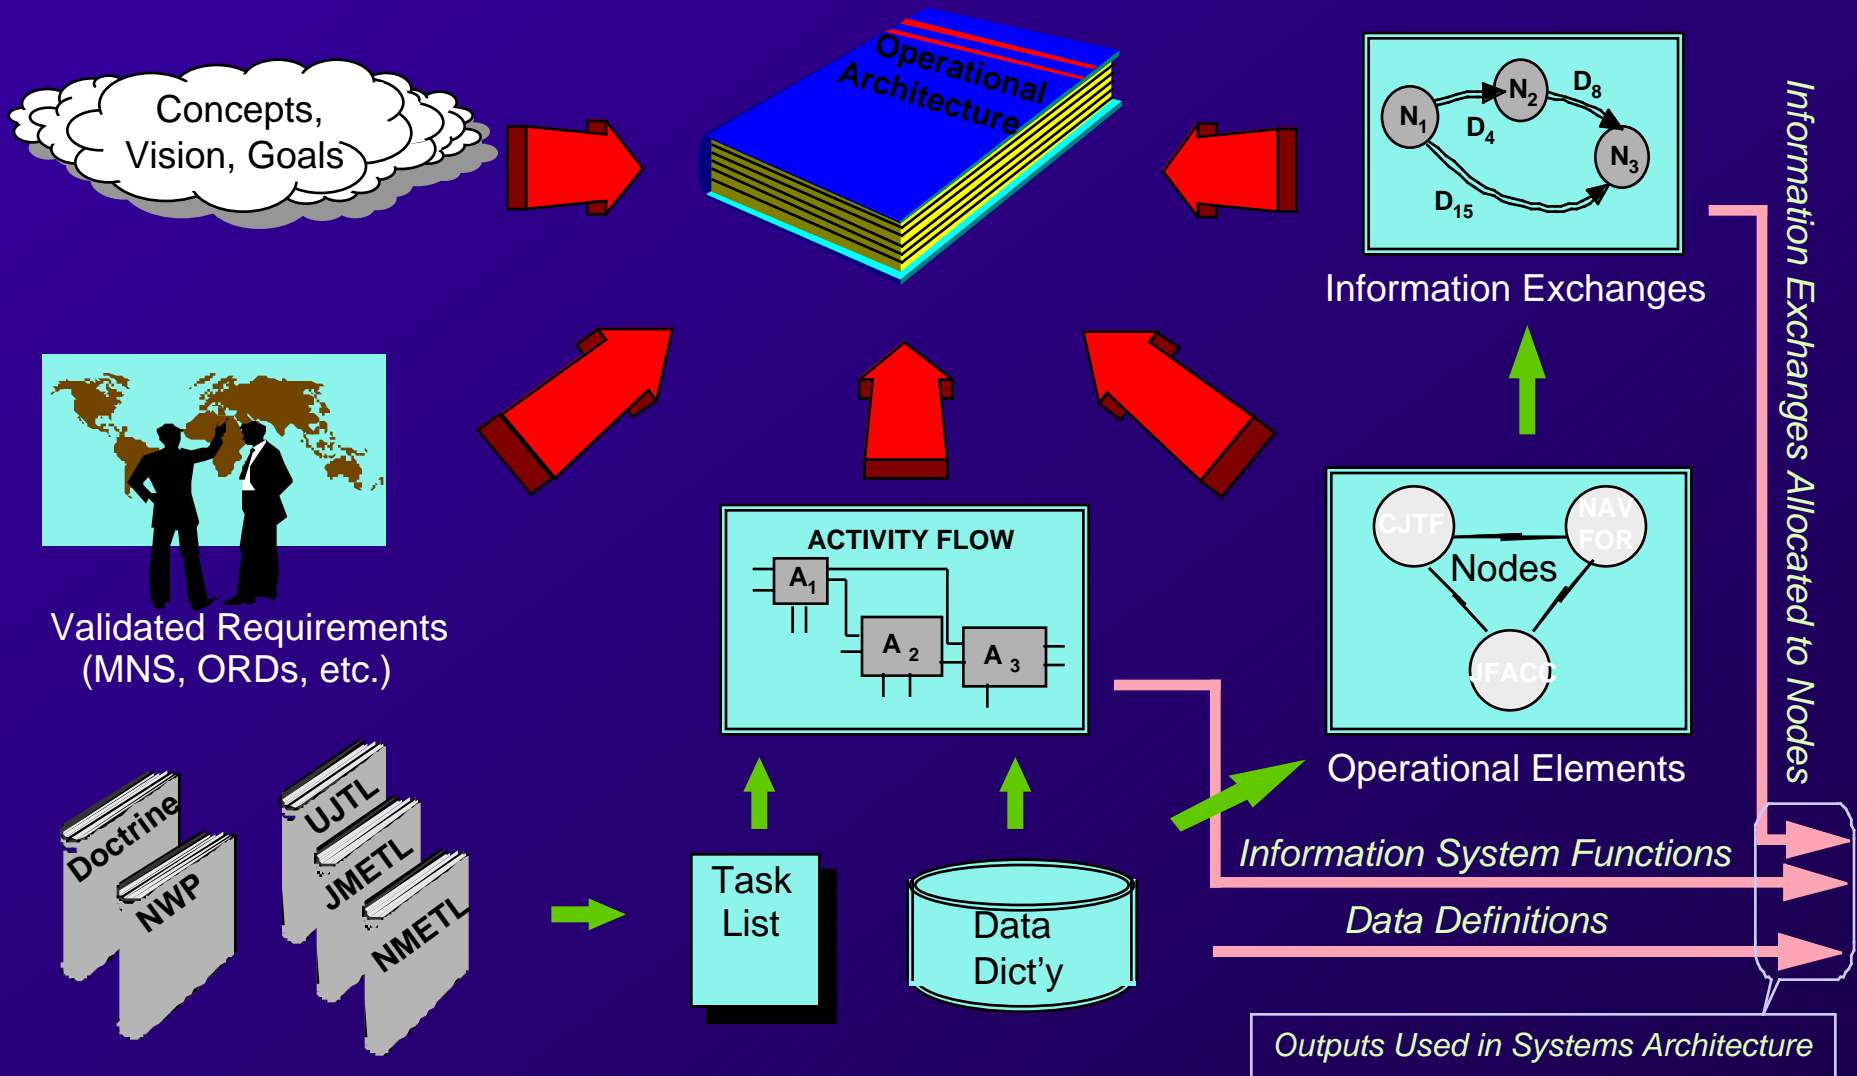 Concepts,
Vision, Goals
Operational
Architecture
N1
N2
N3
D4
D8
D15
Information Exchanges
Information Exchanges Allocated to Nodes
Validated Requirements
(MNS, ORDs, etc.)
ACTIVITY FLOW
A1
A 2
A 3
CJTF
NAV
FOR
Nodes
JFACC
Operational Elements
Doctrine
NWP
UJTL
JMETL
NMETL
Task
List
Data
Dict’y
Information System Functions
Data Definitions
Outputs Used in Systems Architecture